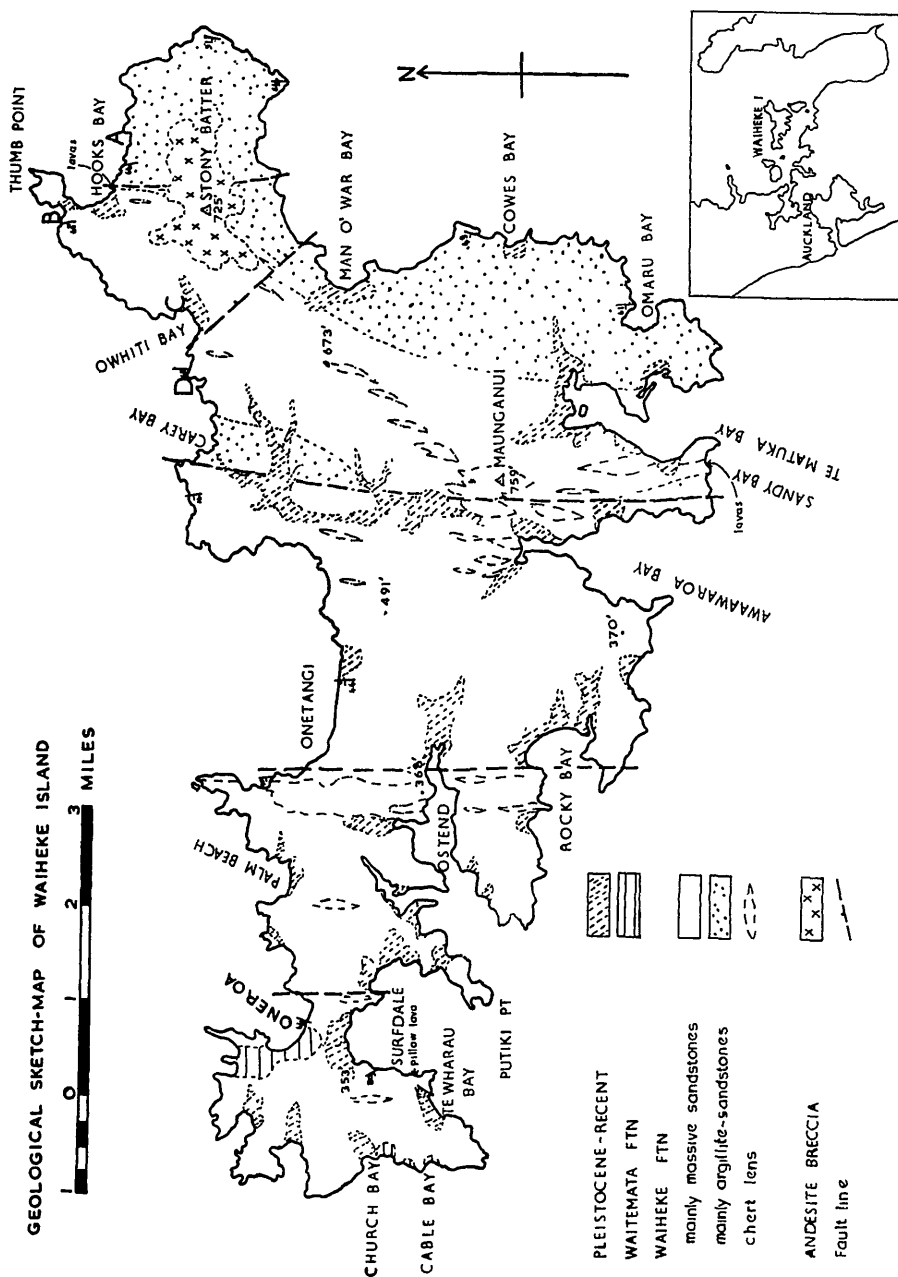 GEOLOGICAL SKETCH-MAP OF WAIHEKE ISLAND
1 0 1 2 3 MILES
THUMB POINT
B
HOOKS BAY
lavas
A
STONY BATTER
725'
C
OWHITI BAY
D
CAREY BAY
MAN O' WAR BAY
673'
COWES BAY
OMARU BAY
MAUNGANUI
759'
TE MATUKA BAY
SANDY BAY
lavas
AWAAWAROA BAY
491'
370'
ONETANGI
PALM BEACH
368'
OSTEND
ROCKY BAY
E
ONEROA
353'
SURFDALE
pillow lava
TE WHARAU
BAY
PUTIKI PT
CHURCH BAY
CABLE BAY
N
PLEISTOCENE-RECENT
WAITEMATA FTN
WAIHEKE FTN
mainly massive sandstones
mainly argillite-sandstones
chert lens
ANDESITE BRECCIA
Fault line
WAIHEKE I
AUCKLAND